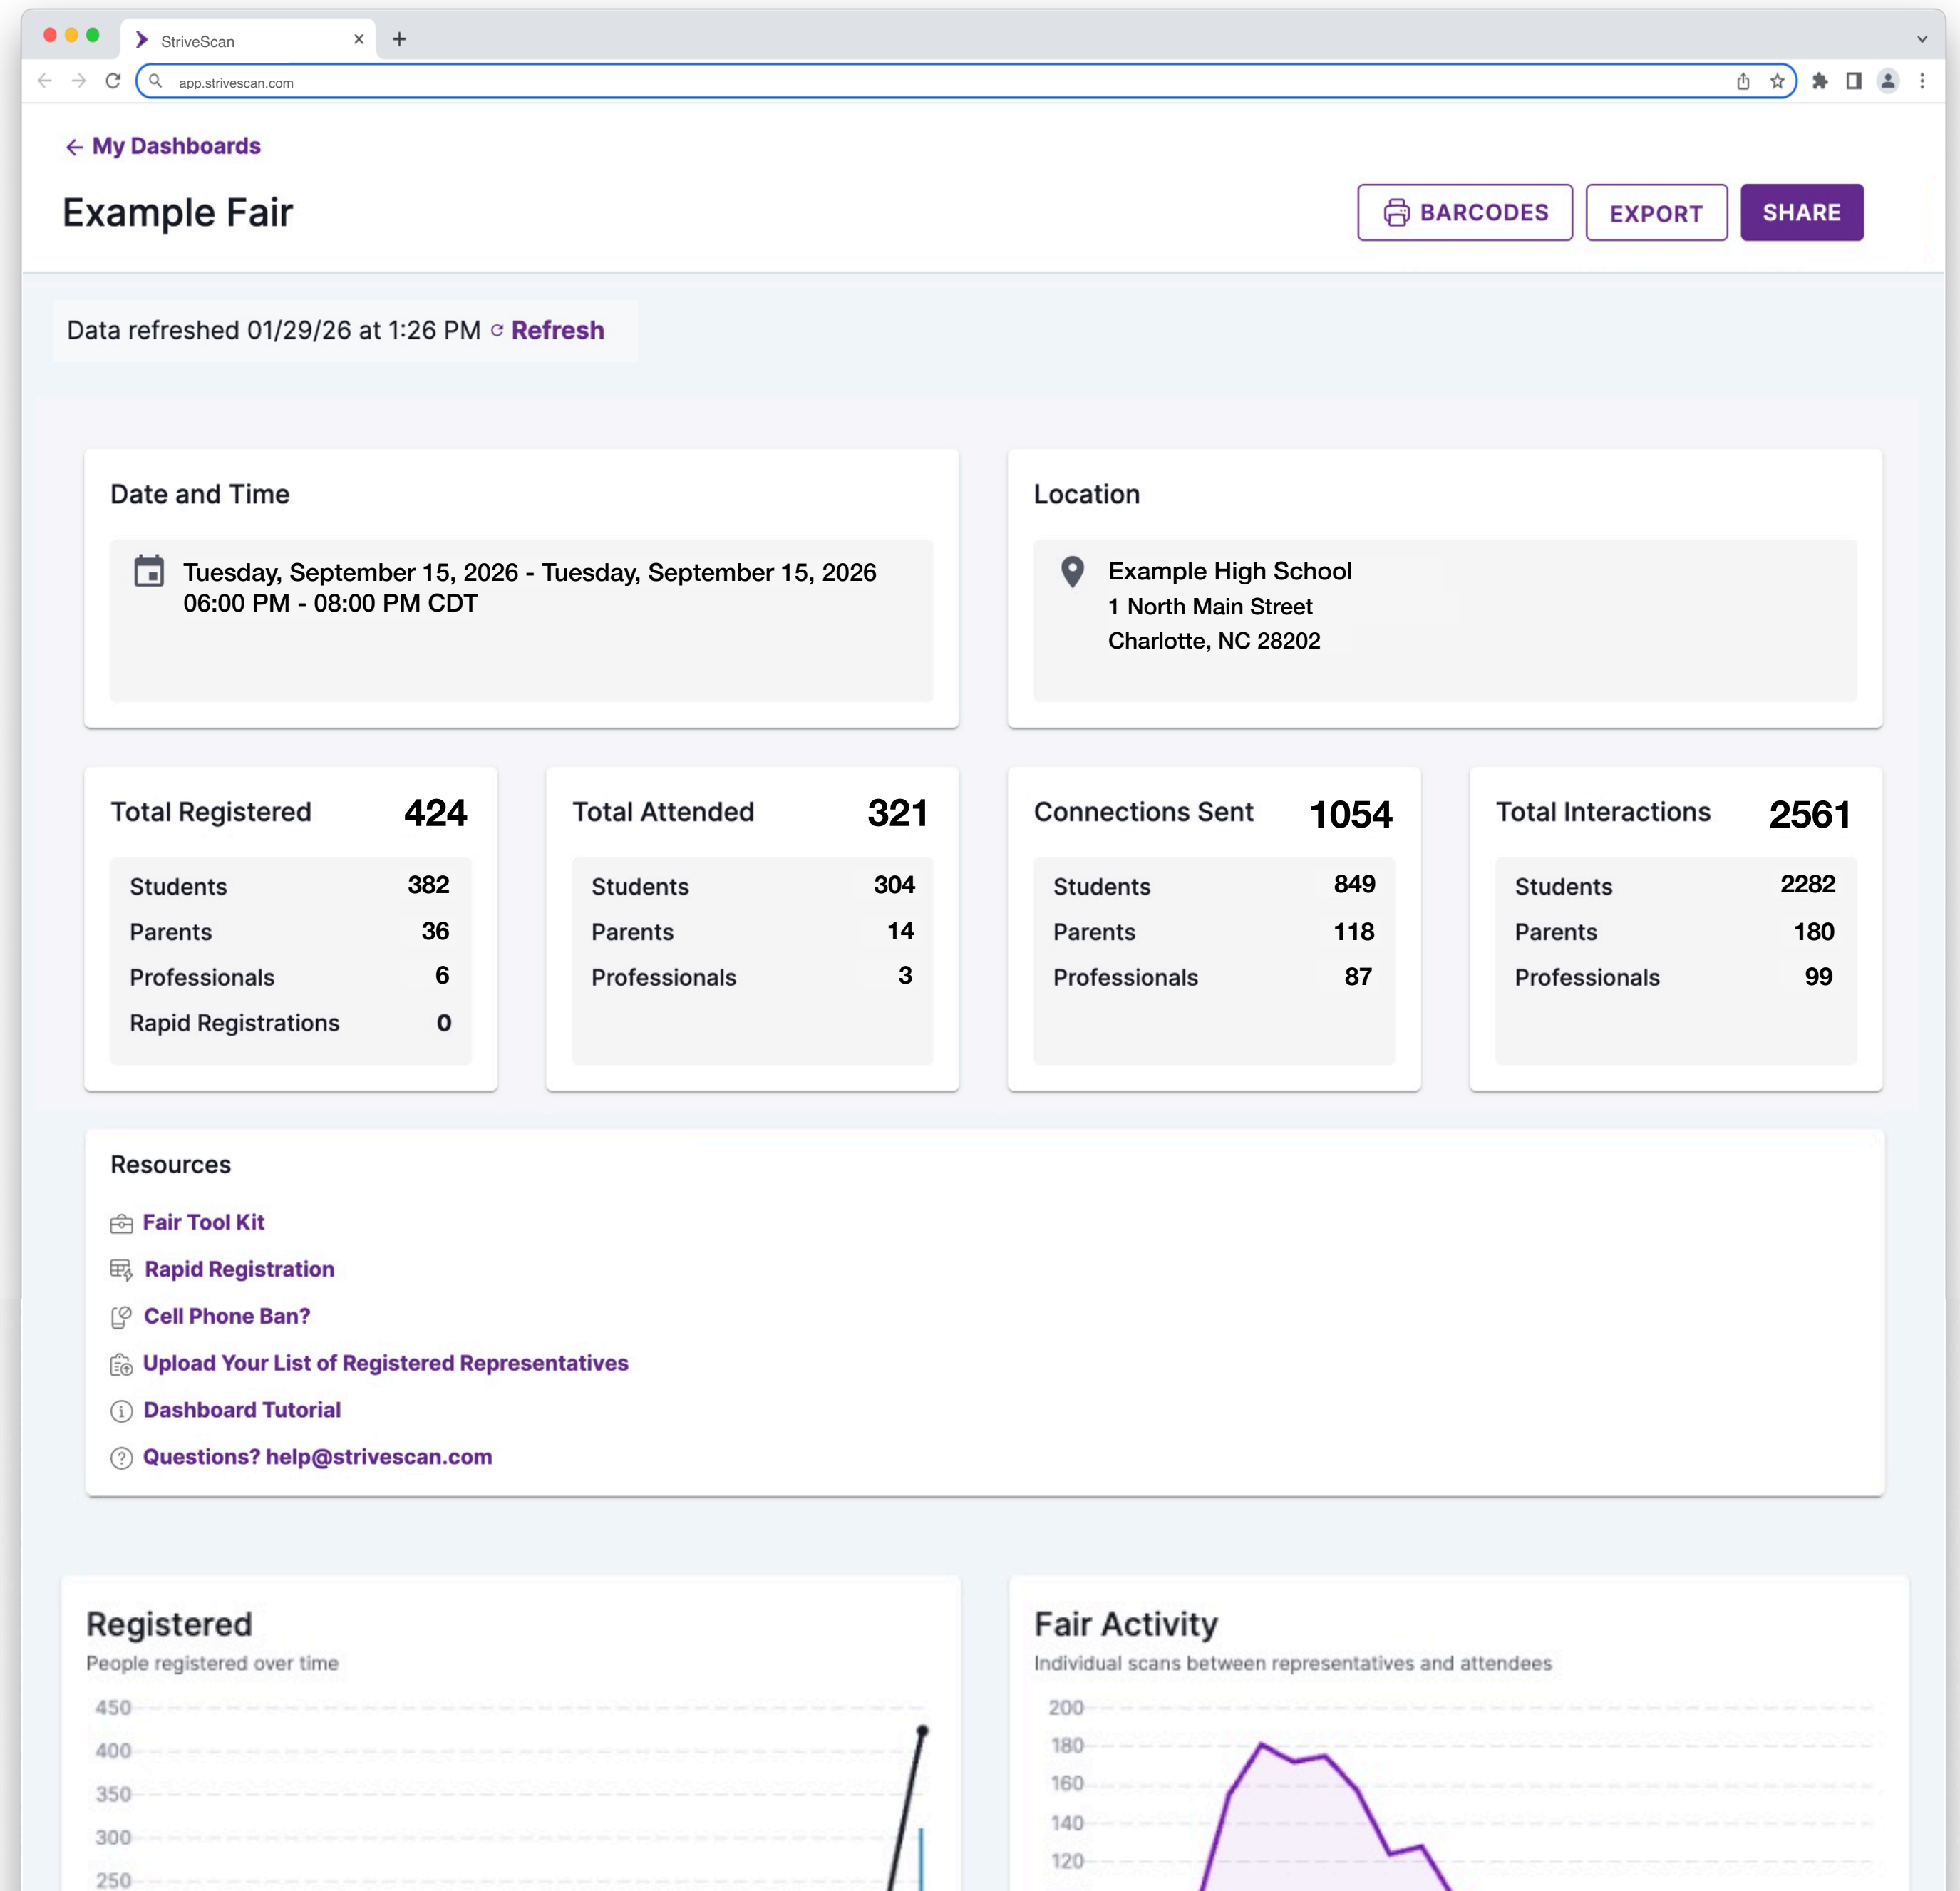 StriveScan
app.strivescan.com
My Dashboards
Example Fair
BARCODES
EXPORT
SHARE
Data refreshed 01/29/26 at 1:26 PM Refresh
Date and Time
Tuesday, September 15, 2026 - Tuesday, September 15, 2026
06:00 PM - 08:00 PM CDT
Location
Example High School
1 North Main Street
Charlotte, NC 28202
Total Registered 424
Students 382
Parents 36
Professionals 6
Rapid Registrations 0
Total Attended 321
Students 304
Parents 14
Professionals 3
Connections Sent 1054
Students 849
Parents 118
Professionals 87
Total Interactions 2561
Students 2282
Parents 180
Professionals 99
Resources
Fair Tool Kit
Rapid Registration
Cell Phone Ban?
Upload Your List of Registered Representatives
Dashboard Tutorial
Questions? help@strivescan.com
Registered
People registered over time
450
400
350
300
250
Fair Activity
Individual scans between representatives and attendees
200
180
160
140
120